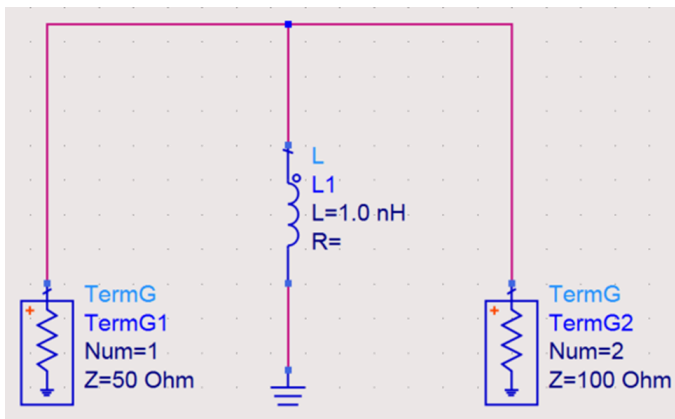 L
L1
L=1.0 nH
R=
TermG
TermG1
Num=1
Z=50 Ohm
TermG
TermG2
Num=2
Z=100 Ohm